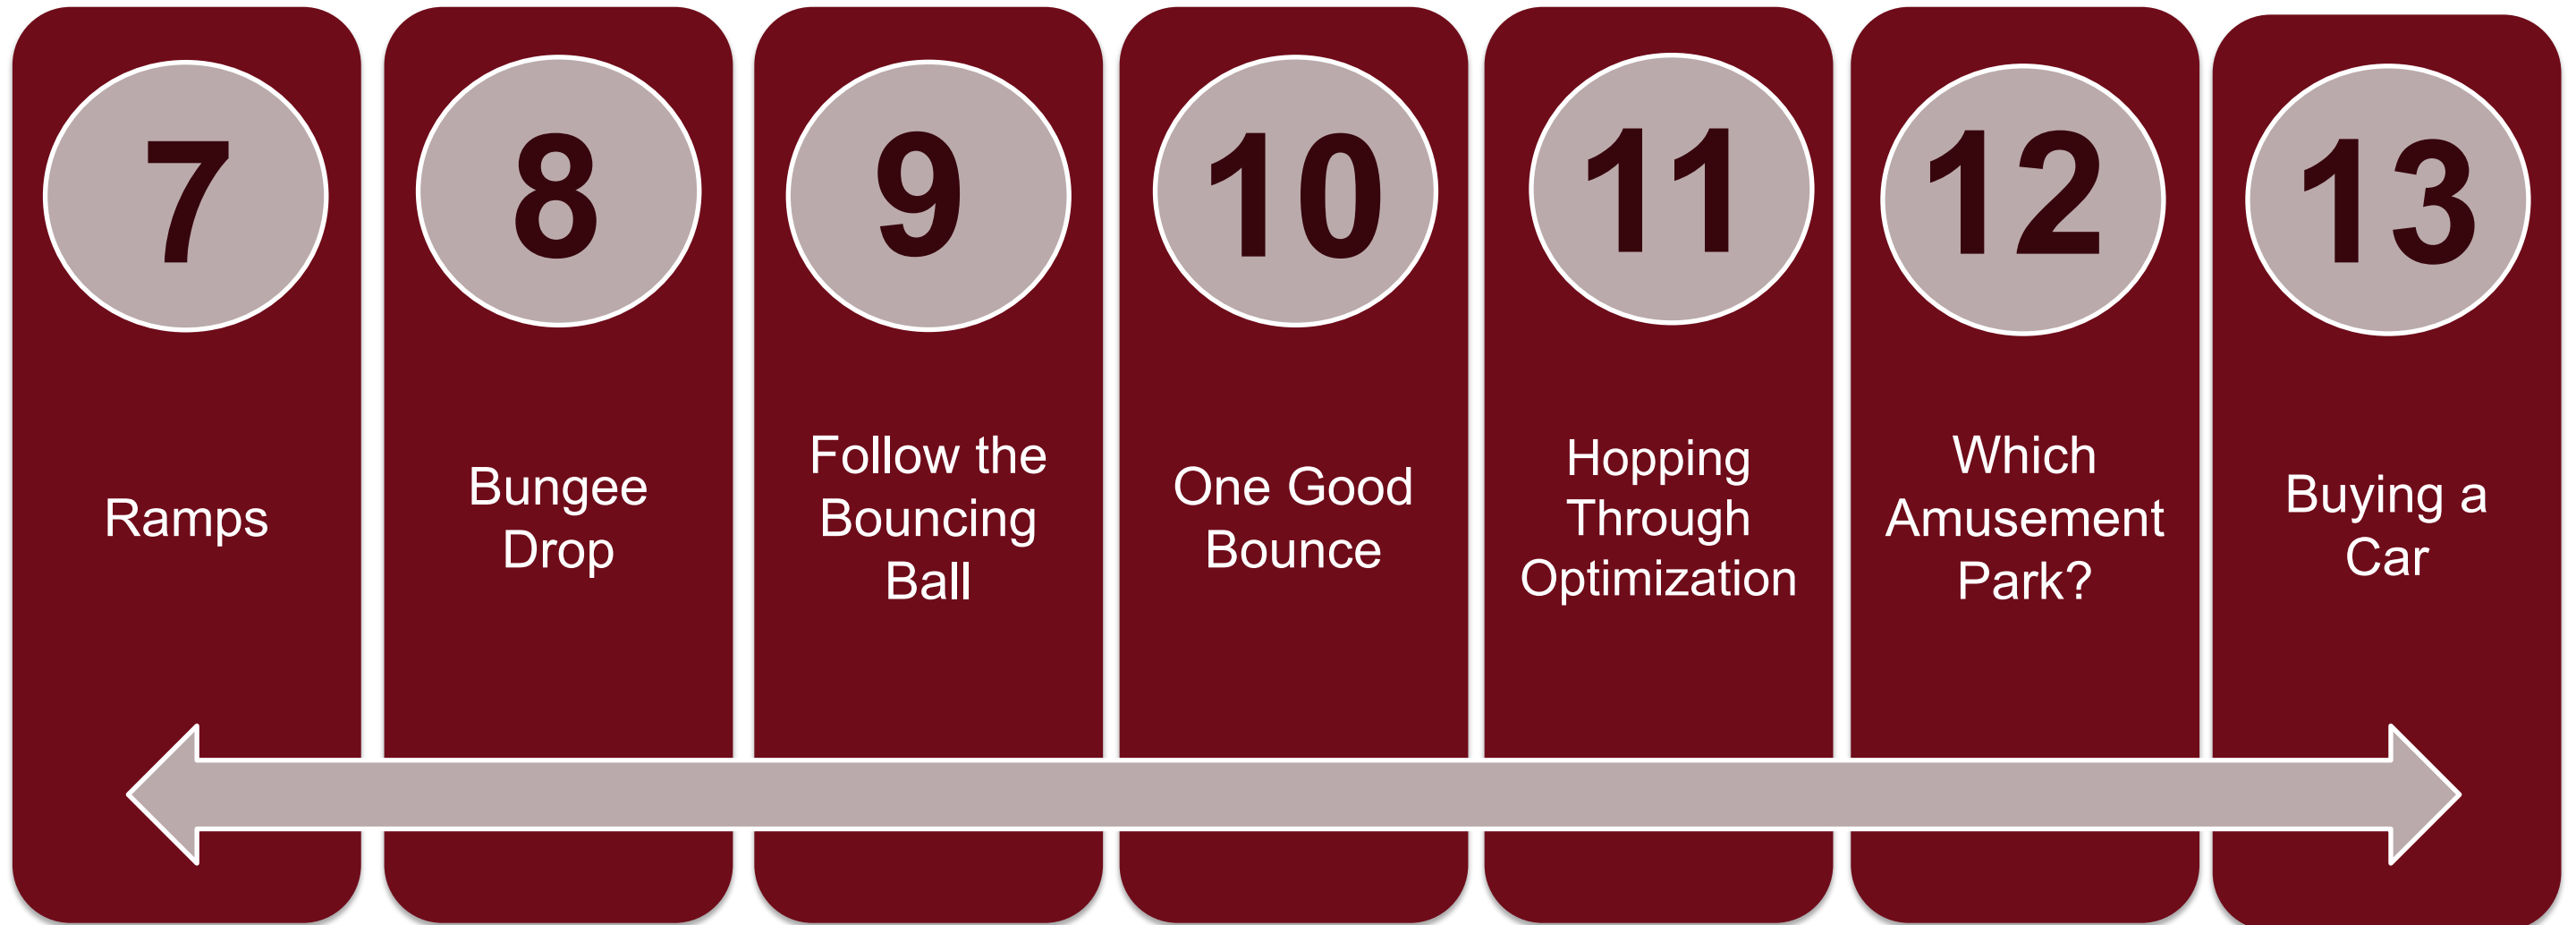 7
Ramps
8
Bungee
Drop
9
Follow the
Bouncing
Ball
10
One Good
Bounce
11
Hopping
Through
Optimization
12
Which
Amusement
Park?
13
Buying a
Car